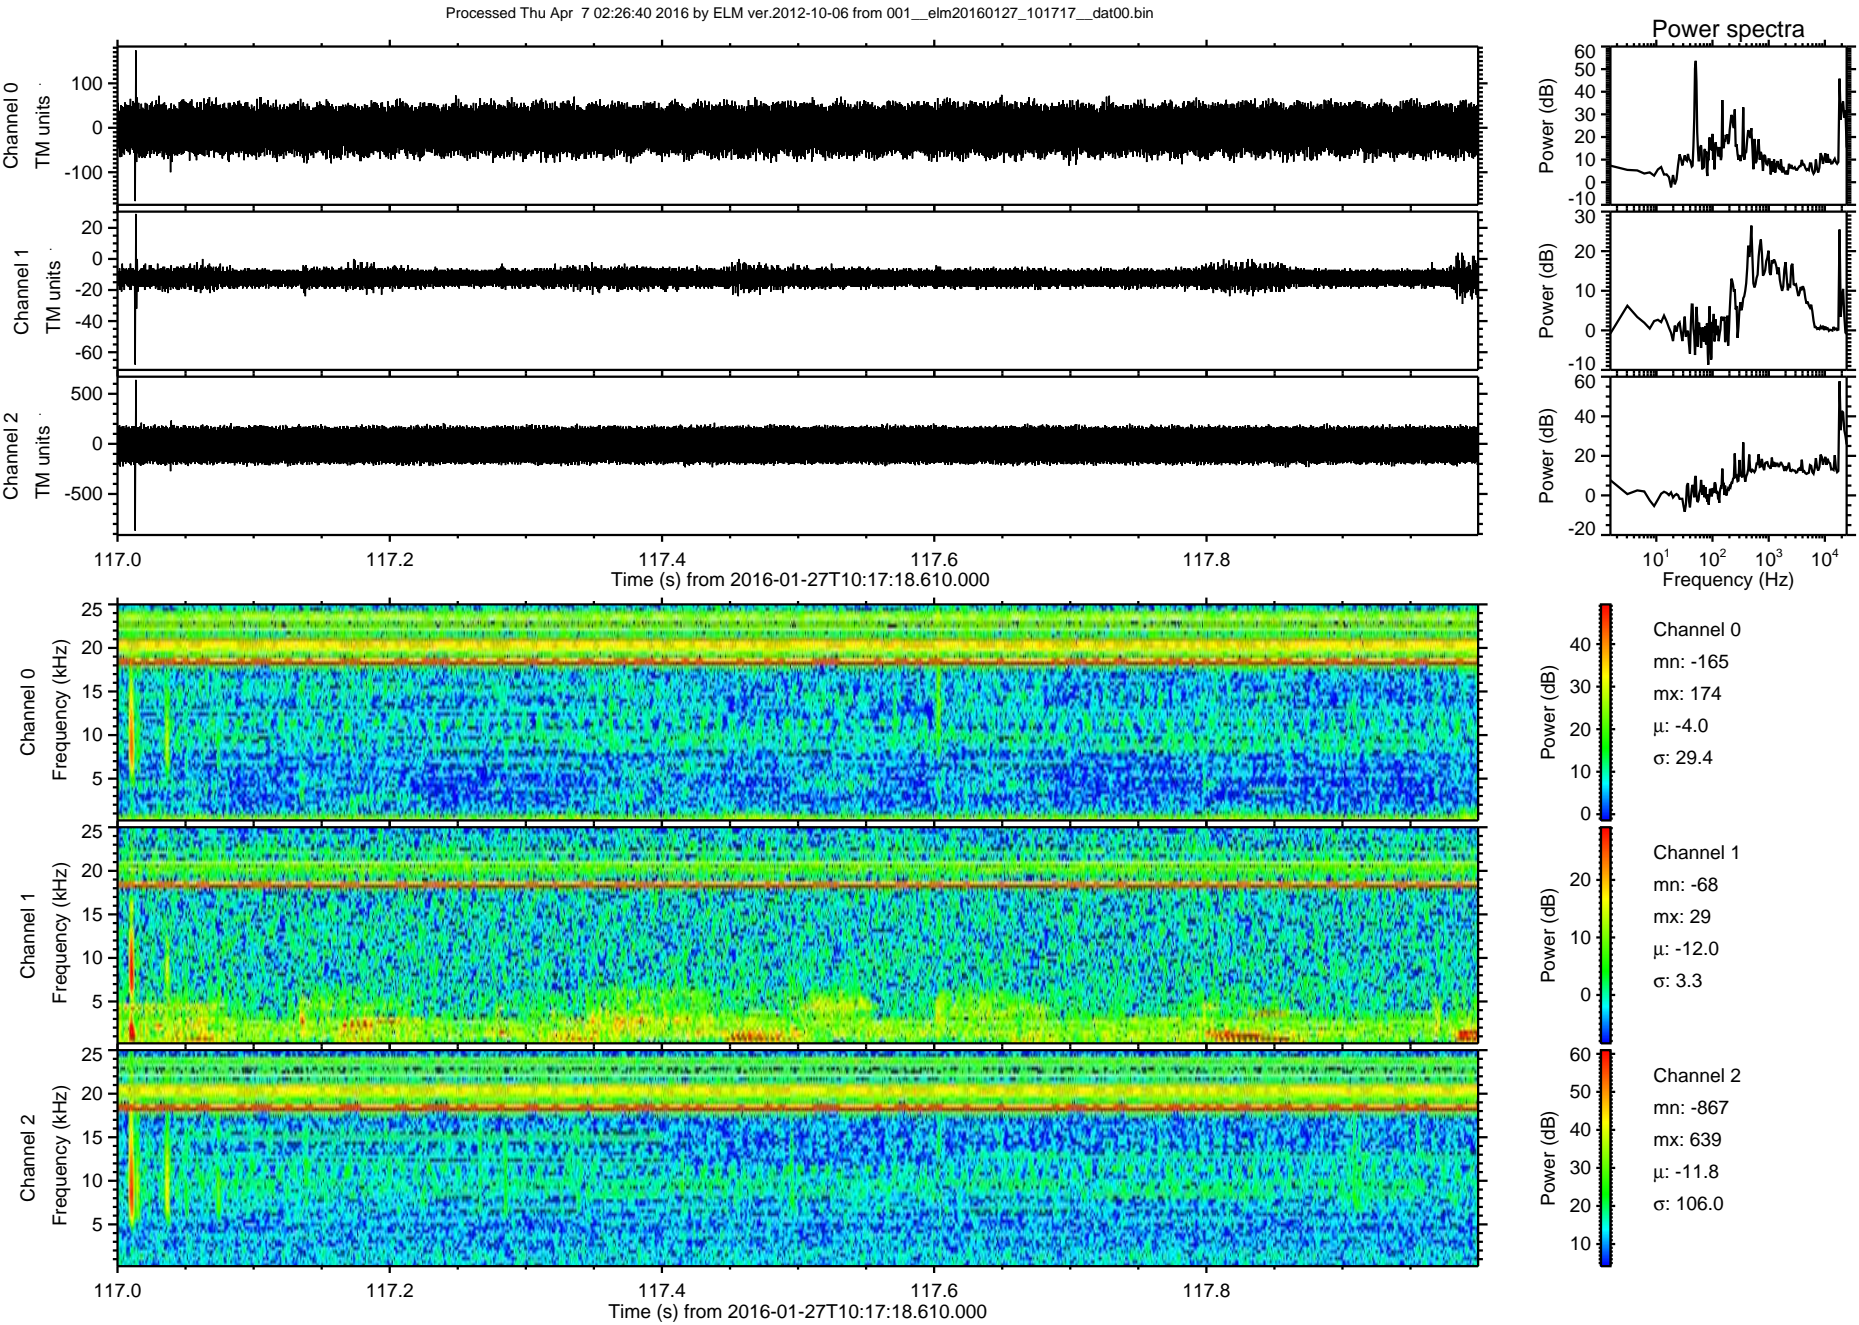 Processed Thu Apr  7 02:26:40 2016 by ELM ver.2012-10-06 from 001__elm20160127_101717__dat00.bin
Power spectra
Channel 0
TM units
100
0
-100
Power (dB)
60
50
40
30
20
10
0
-10
Channel 1
TM units
20
0
-20
-40
-60
Power (dB)
30
20
10
0
-10
Channel 2
TM units
500
0
-500
Power (dB)
60
40
20
0
-20
117.0 117.2 117.4 117.6 117.8
Time (s) from 2016-01-27T10:17:18.610.000
10^1 10^2 10^3 10^4
Frequency (Hz)
Channel 0
Frequency (kHz)
25
20
15
10
5
Power (dB)
40
30
20
10
0
Channel 0
mn: -165
mx: 174
μ: -4.0
σ: 29.4
Channel 1
Frequency (kHz)
25
20
15
10
5
Power (dB)
20
10
0
Channel 1
mn: -68
mx: 29
μ: -12.0
σ: 3.3
Channel 2
Frequency (kHz)
25
20
15
10
5
Power (dB)
60
50
40
30
20
10
Channel 2
mn: -867
mx: 639
μ: -11.8
σ: 106.0
117.0 117.2 117.4 117.6 117.8
Time (s) from 2016-01-27T10:17:18.610.000